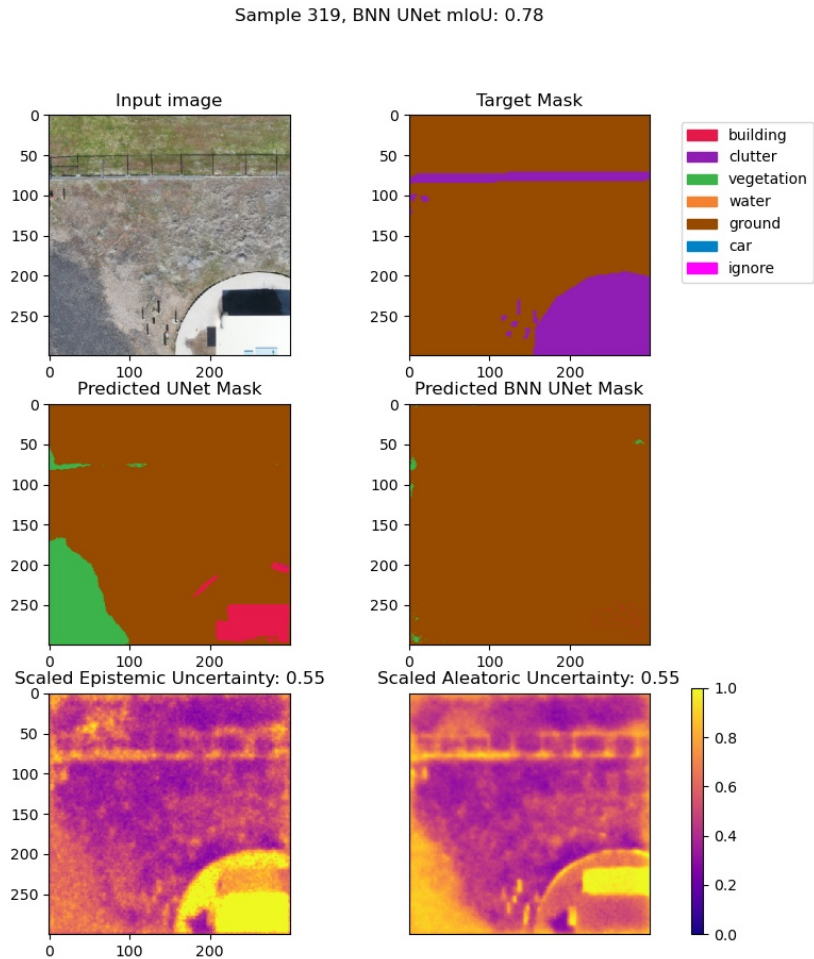 Sample 319, BNN UNet mIoU: 0.78
Input image
0
50
100
150
200
250
0 100 200
Target Mask
0
50
100
150
200
250
0 100 200
building
clutter
vegetation
water
ground
car
ignore
Predicted UNet Mask
0
50
100
150
200
250
0 100 200
Predicted BNN UNet Mask
0
50
100
150
200
250
0 100 200
Scaled Epistemic Uncertainty: 0.55
0
50
100
150
200
250
0 100 200
Scaled Aleatoric Uncertainty: 0.55
1.0
0.8
0.6
0.4
0.2
0.0